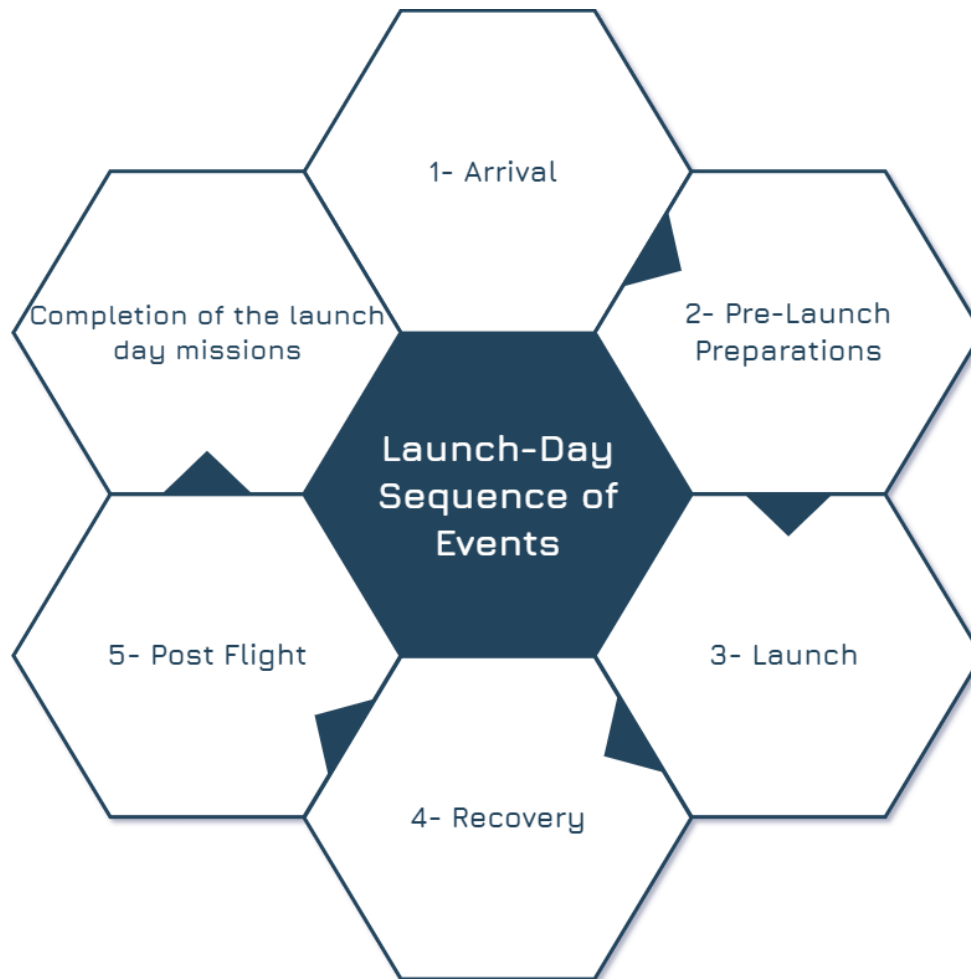 Launch-Day
Sequence of
Events
1- Arrival
2- Pre-Launch
Preparations
3- Launch
4- Recovery
5- Post Flight
Completion of the launch
day missions